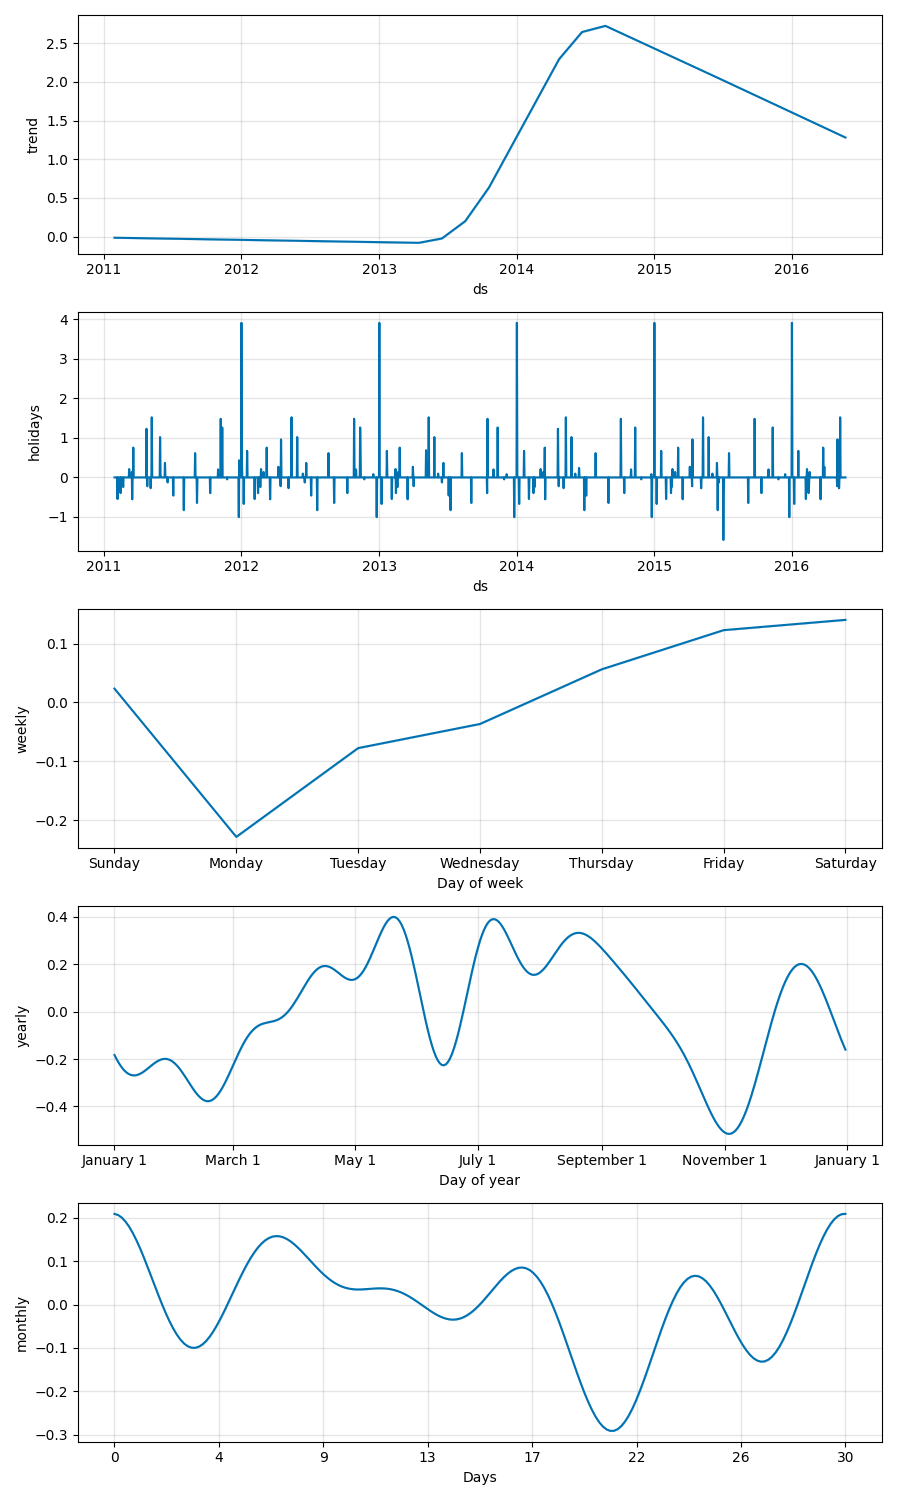 trend
2.5
2.0
1.5
1.0
0.5
0.0
2011 2012 2013 2014 2015 2016
ds
holidays
4
3
2
1
0
−1
2011 2012 2013 2014 2015 2016
ds
weekly
0.1
0.0
−0.1
−0.2
Sunday Monday Tuesday Wednesday Thursday Friday Saturday
Day of week
yearly
0.4
0.2
0.0
−0.2
−0.4
January 1 March 1 May 1 July 1 September 1 November 1 January 1
Day of year
monthly
0.2
0.1
0.0
−0.1
−0.2
−0.3
0 4 9 13 17 22 26 30
Days